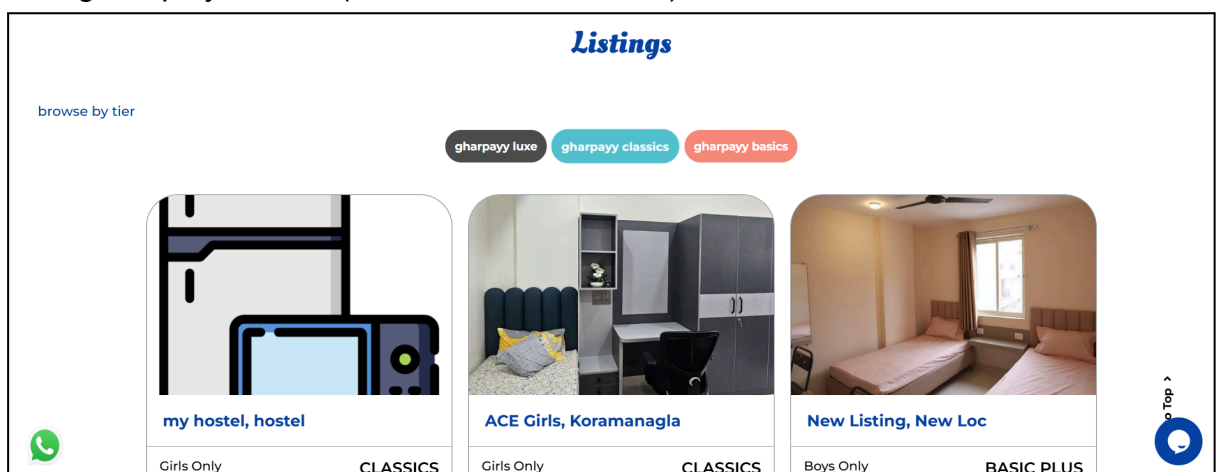 Listings
browse by tier
gharpayy luxe gharpayy classics gharpayy basics
my hostel, hostel ACE Girls, Koramanagla New Listing, New Loc
Girls Only CLASSICS Girls Only CLASSICS Boys Only BASIC PLUS
Top